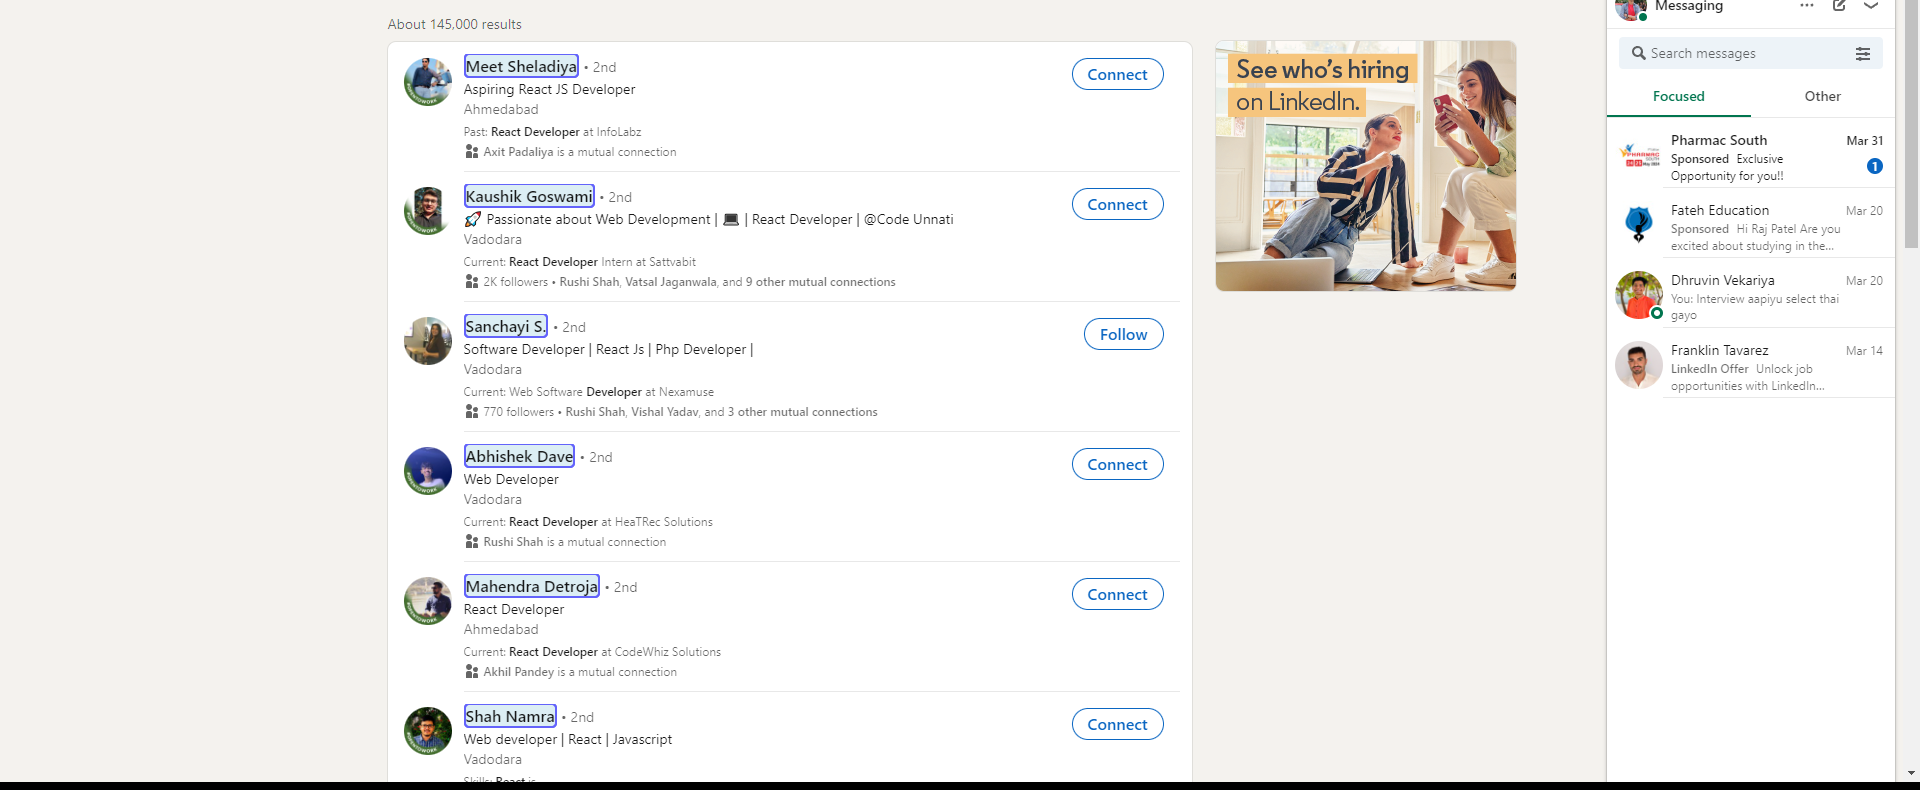 About 145,000 results
Meet Sheladiya • 2nd
Connect
Aspiring React JS Developer
Ahmedabad
Past: React Developer at InfoLabz
Axit Padaliya is a mutual connection
Kaushik Goswami • 2nd
Connect
🚀 Passionate about Web Development | 💻 | React Developer | @Code Unnati
Vadodara
Current: React Developer Intern at Sattvabit
2K followers • Rushi Shah, Vatsal Jaganwala, and 9 other mutual connections
Sanchayi S. • 2nd
Follow
Software Developer | React Js | Php Developer |
Vadodara
Current: Web Software Developer at Nexamuse
770 followers • Rushi Shah, Vishal Yadav, and 3 other mutual connections
Abhishek Dave • 2nd
Connect
Web Developer
Vadodara
Current: React Developer at HeaTRec Solutions
Rushi Shah is a mutual connection
Mahendra Detroja • 2nd
Connect
React Developer
Ahmedabad
Current: React Developer at CodeWhiz Solutions
Akhil Pandey is a mutual connection
Shah Namra • 2nd
Connect
Web developer | React | Javascript
Vadodara
Skills: React is
See who's hiring
on LinkedIn.
Messaging
Search messages
Focused
Other
Pharmac South
Mar 31
Sponsored Exclusive
Opportunity for you!!
1
Fateh Education
Mar 20
Sponsored Hi Raj Patel Are you
excited about studying in the...
Dhruvin Vekariya
Mar 20
You: Interview aapiyu select thai
gayo
Franklin Tavarez
Mar 14
LinkedIn Offer Unlock job
opportunities with LinkedIn...